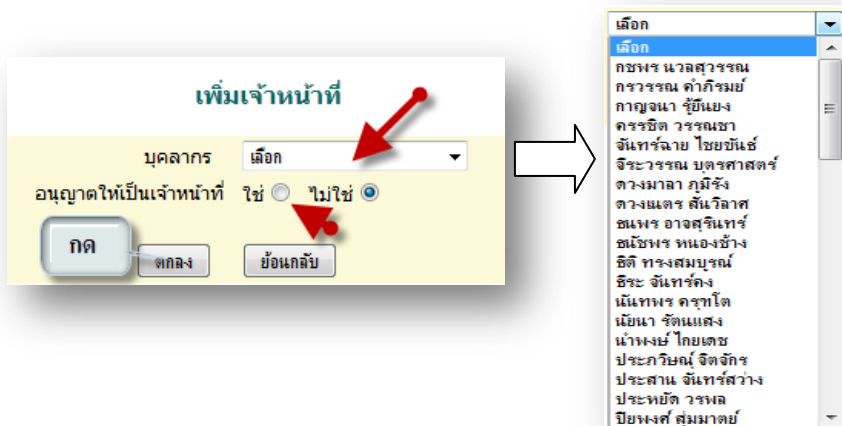 เพิ่มเจ้าหน้าที่
บุคลากร เลือก
อนุญาตให้เป็นเจ้าหน้าที่ ใช่ ไม่ใช่
กด
ตกลง ย้อนกลับ
เลือก
เลือก
กชพร นวลสุวรรณ
กรวรรณ คำภิรมย์
กาญจนา รู้ยืนยง
ครรชิต วรรณชา
จันทร์ฉาย ไชยขันธ์
จีระวรรณ บุตรศาสตร์
ดวงมาลา ภูมิรัง
ดวงเนตร สันวิลาศ
ธนพร อาจสุรินทร์
ธนัชพร หนองช้าง
ธิติ ทรงสมบูรณ์
ธีระ จันทร์คง
นันทพร ครุฑโต
นัยนา รัตนแสง
นำพงษ์ ไกยเดช
ประภวิษณุ์ จิตจักร
ประสาน จันทร์สว่าง
ประหยัด วรพล
ปิยพงศ์ สุ่มมาตย์